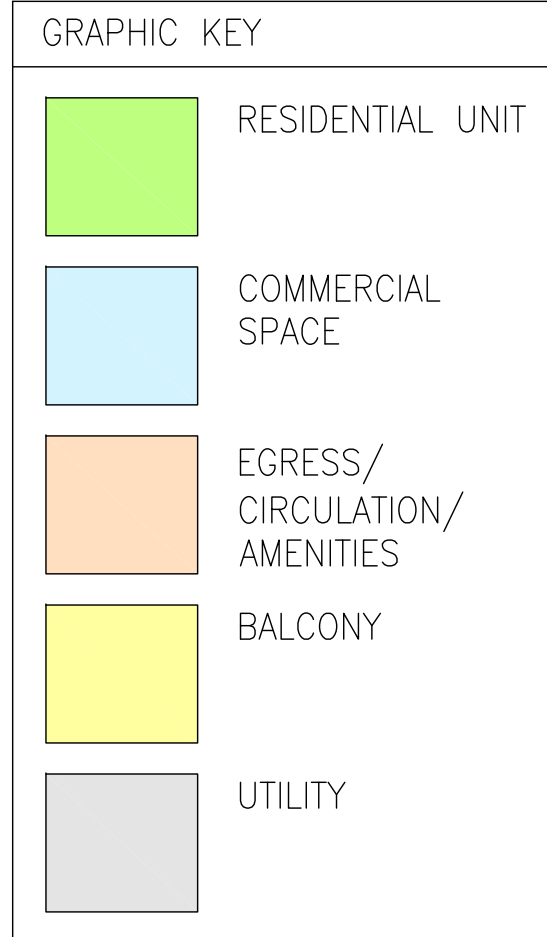 GRAPHIC KEY
RESIDENTIAL UNIT
COMMERCIAL
SPACE
EGRESS/
CIRCULATION/
AMENITIES
BALCONY
UTILITY